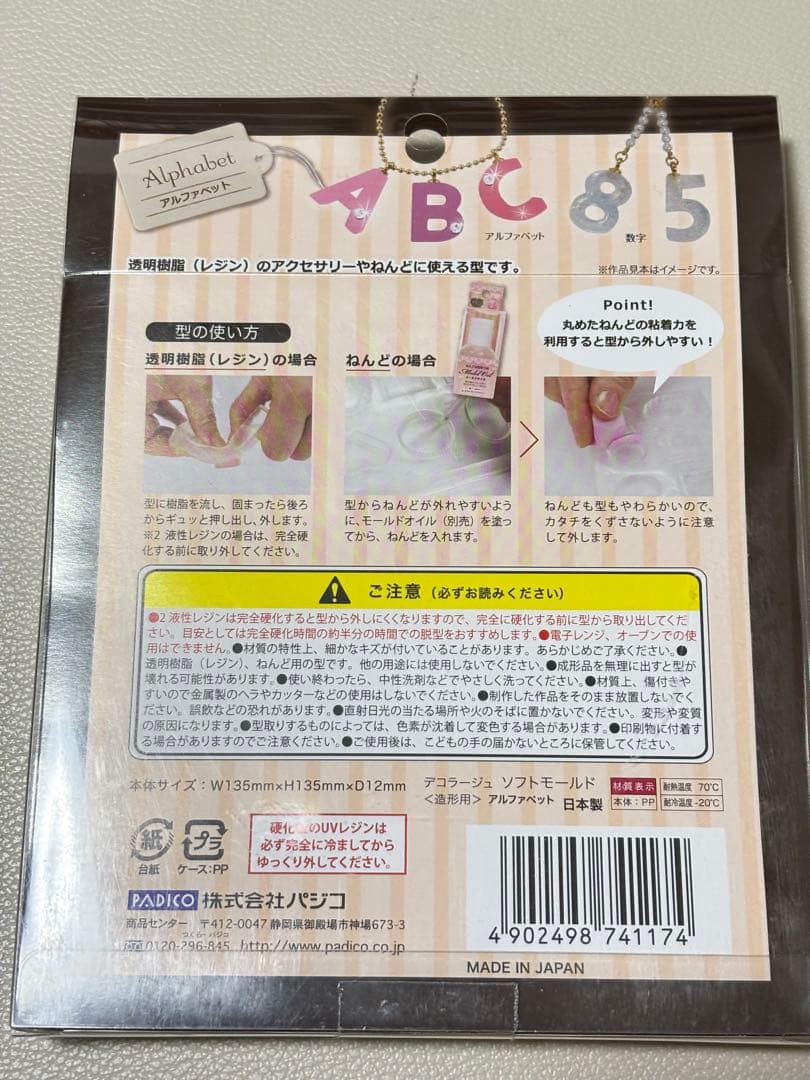 Alphabet
アルファベット
A B C
アルファベット
8 5
数字
透明樹脂（レジン）のアクセサリーやねんどに使える型です。
※作品見本はイメージです。
型の使い方
透明樹脂（レジン）の場合
型に樹脂を流し、固まったら後ろ
からギュッと押し出し、外します。
※2 液性レジンの場合は、完全硬
化する前に取り外してください。
ねんどの場合
型からねんどが外れやすいよう
に、モールドオイル（別売）を塗っ
てから、ねんどを入れます。
Point!
丸めたねんどの粘着力を
利用すると型から外しやすい！
ねんども型もやわらかいので、
カタチをくずさないように注意
して外します。
ご注意（必ずお読みください）
●2 液性レジンは完全硬化すると型から外しにくくなりますので、完全に硬化する前に型から取り出してくだ
さい。目安としては完全硬化時間の約半分の時間での脱型をおすすめします。●電子レンジ、オーブンでの使
用はできません。●材質の特性上、細かなキズが付いていることがあります。あらかじめご了承ください。●
透明樹脂（レジン）、ねんど用の型です。他の用途には使用しないでください。●成形品を無理に出すと型が
壊れる可能性があります。●使い終わったら、中性洗剤などでやさしく洗ってください。●材質上、傷付きや
すいので金属製のヘラやカッターなどの使用はしないでください。●制作した作品をそのまま放置しないでく
ださい。誤飲などの恐れがあります。●直射日光の当たる場所や火のそばに置かないでください。変形や変質
の原因になります。●型取りするものによっては、色素が沈着して変色する場合があります。●印刷物に付着す
る場合がありますのでご注意ください。●ご使用後は、こどもの手の届かないところに保管してください。
本体サイズ：W135mm×H135mm×D12mm
デコラージュ ソフトモールド
＜造形用＞ アルファベット 日本製
材質表示
本体：PP
耐熱温度 70℃
耐冷温度 -20℃
紙
台紙
プラ
ケース:PP
硬化後のUVレジンは
必ず完全に冷ましてから
ゆっくり外してください。
PADICO 株式会社パジコ
商品センター 〒412-0047 静岡県御殿場市神場673-3
つくろー パジコ
0120-296-845 http://www.padico.co.jp
4 902498 741174
MADE IN JAPAN